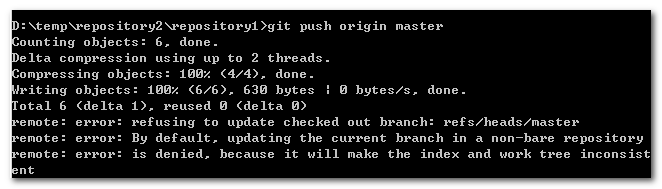 D:\temp\repository2\repository1>git push origin master
Counting objects: 6, done.
Delta compression using up to 2 threads.
Compressing objects: 100% (4/4), done.
Writing objects: 100% (6/6), 630 bytes | 0 bytes/s, done.
Total 6 (delta 1), reused 0 (delta 0)
remote: error: refusing to update checked out branch: refs/heads/master
remote: error: By default, updating the current branch in a non-bare repository
remote: error: is denied, because it will make the index and work tree inconsist
ent